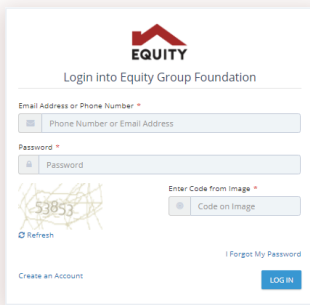 EQUITY
Login into Equity Group Foundation
Email Address or Phone Number *
Phone Number or Email Address
Password *
Password
53853
Enter Code from Image *
Code on Image
Refresh
I Forgot My Password
Create an Account
LOG IN